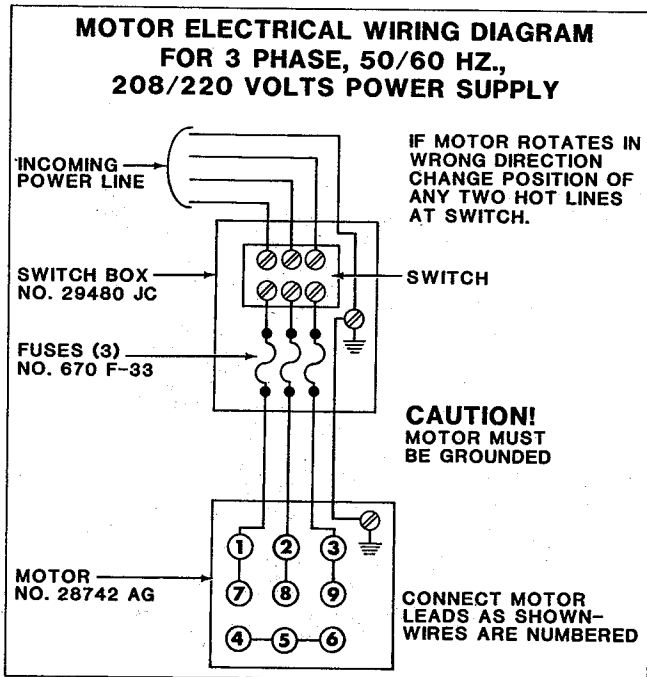 MOTOR ELECTRICAL WIRING DIAGRAM
FOR 3 PHASE, 50/60 HZ.,
208/220 VOLTS POWER SUPPLY
INCOMING
POWER LINE
IF MOTOR ROTATES IN
WRONG DIRECTION
CHANGE POSITION OF
ANY TWO HOT LINES
AT SWITCH.
SWITCH BOX
NO. 29480 JC
SWITCH
FUSES (3)
NO. 670 F-33
CAUTION!
MOTOR MUST
BE GROUNDED
1 2 3
7 8 9
4 5 6
MOTOR
NO. 28742 AG
CONNECT MOTOR
LEADS AS SHOWN-
WIRES ARE NUMBERED